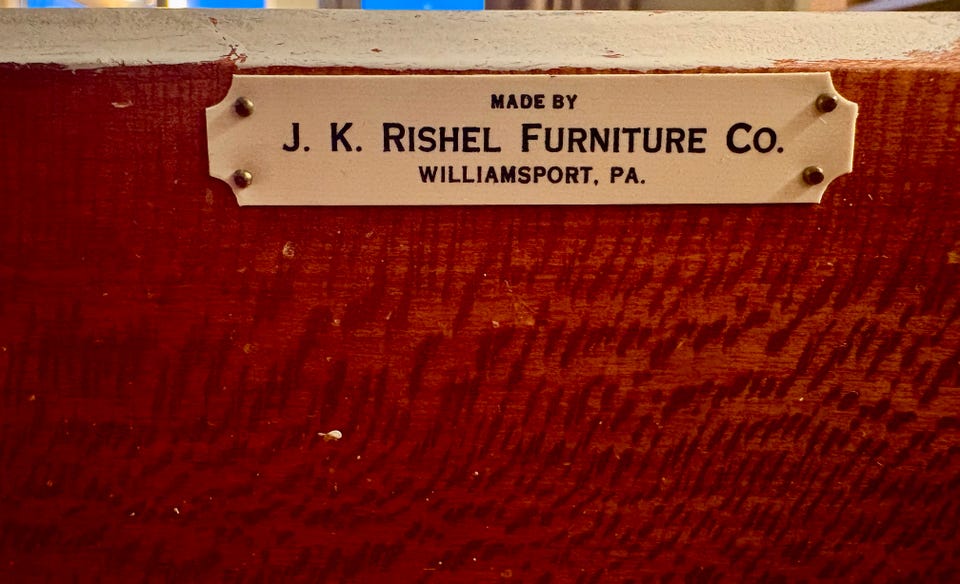 MADE BY
J. K. RISHEL FURNITURE CO.
WILLIAMSPORT, PA.